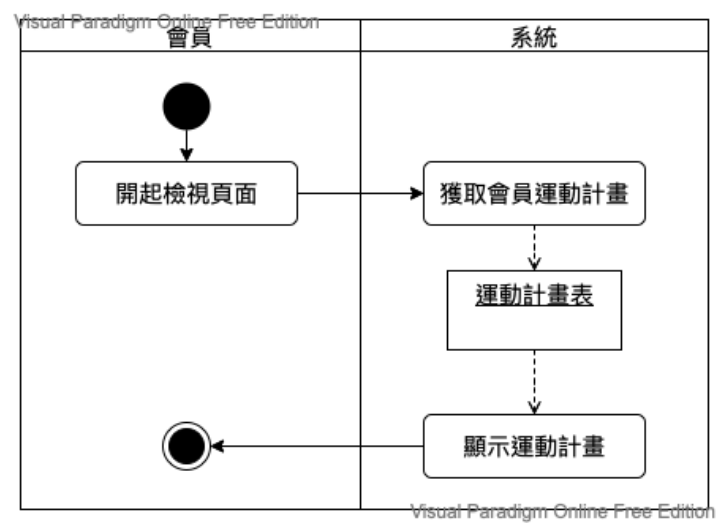 Visual Paradigm Online Free Edition
會員
系統
開起檢視頁面
獲取會員運動計畫
運動計畫表
顯示運動計畫
Visual Paradigm Online Free Edition